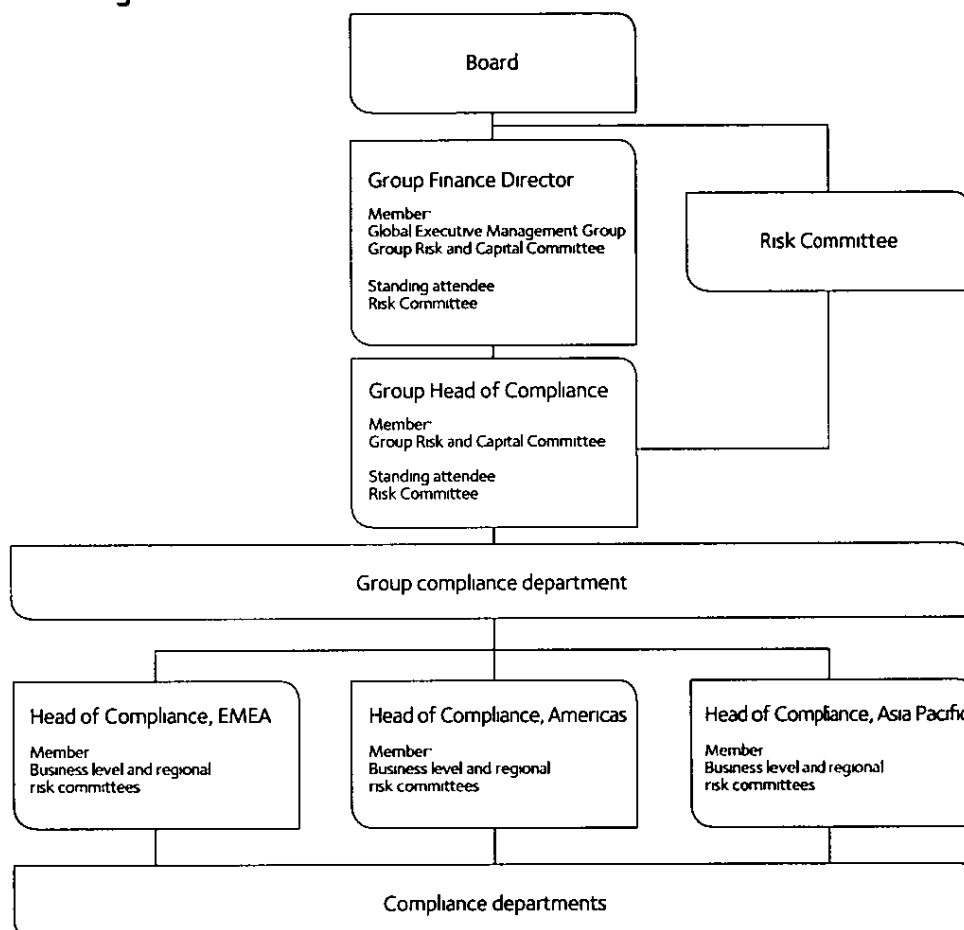 Board
Group Finance Director
Member
Global Executive Management Group
Group Risk and Capital Committee
Standing attendee
Risk Committee
Risk Committee
Group Head of Compliance
Member
Group Risk and Capital Committee
Standing attendee
Risk Committee
Group compliance department
Head of Compliance, EMEA
Member
Business level and regional
risk committees
Head of Compliance, Americas
Member
Business level and regional
risk committees
Head of Compliance, Asia Pacific
Member
Business level and regional
risk committees
Compliance departments